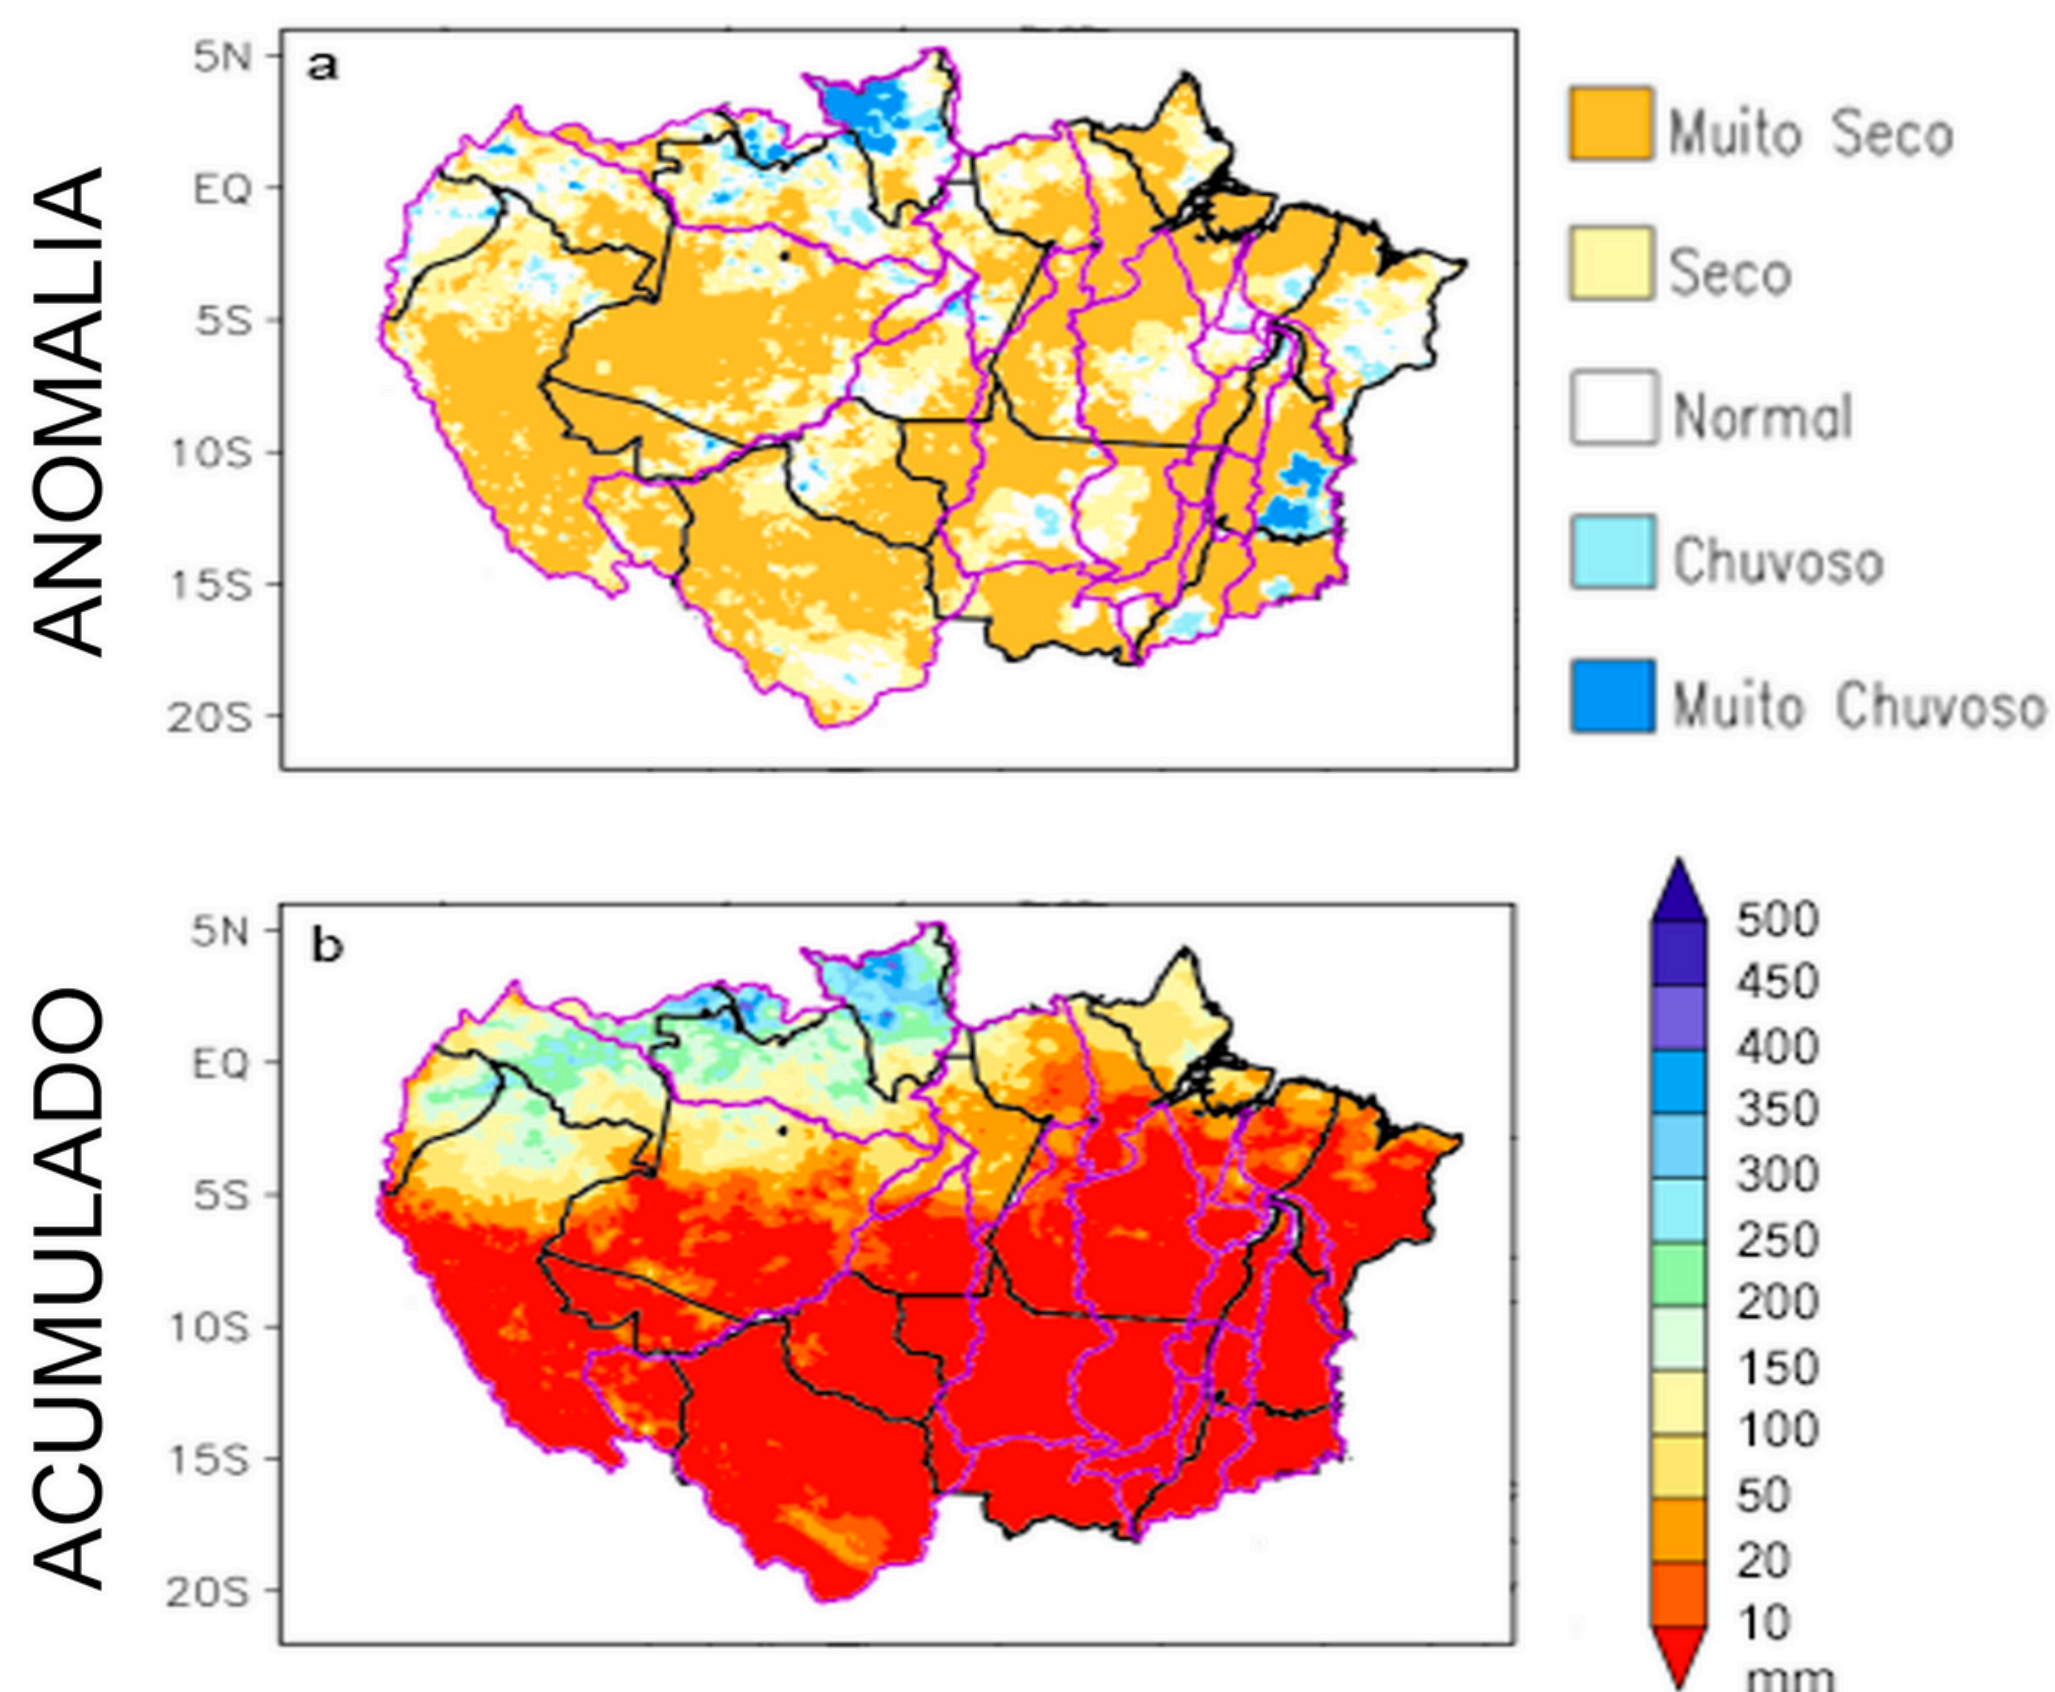 ANOMALIA
a
5N
EQ
5S
10S
15S
20S
Muito Seco
Seco
Normal
Chuvoso
Muito Chuvoso
ACUMULADO
b
5N
EQ
5S
10S
15S
20S
500
450
400
350
300
250
200
150
100
50
20
10
mm